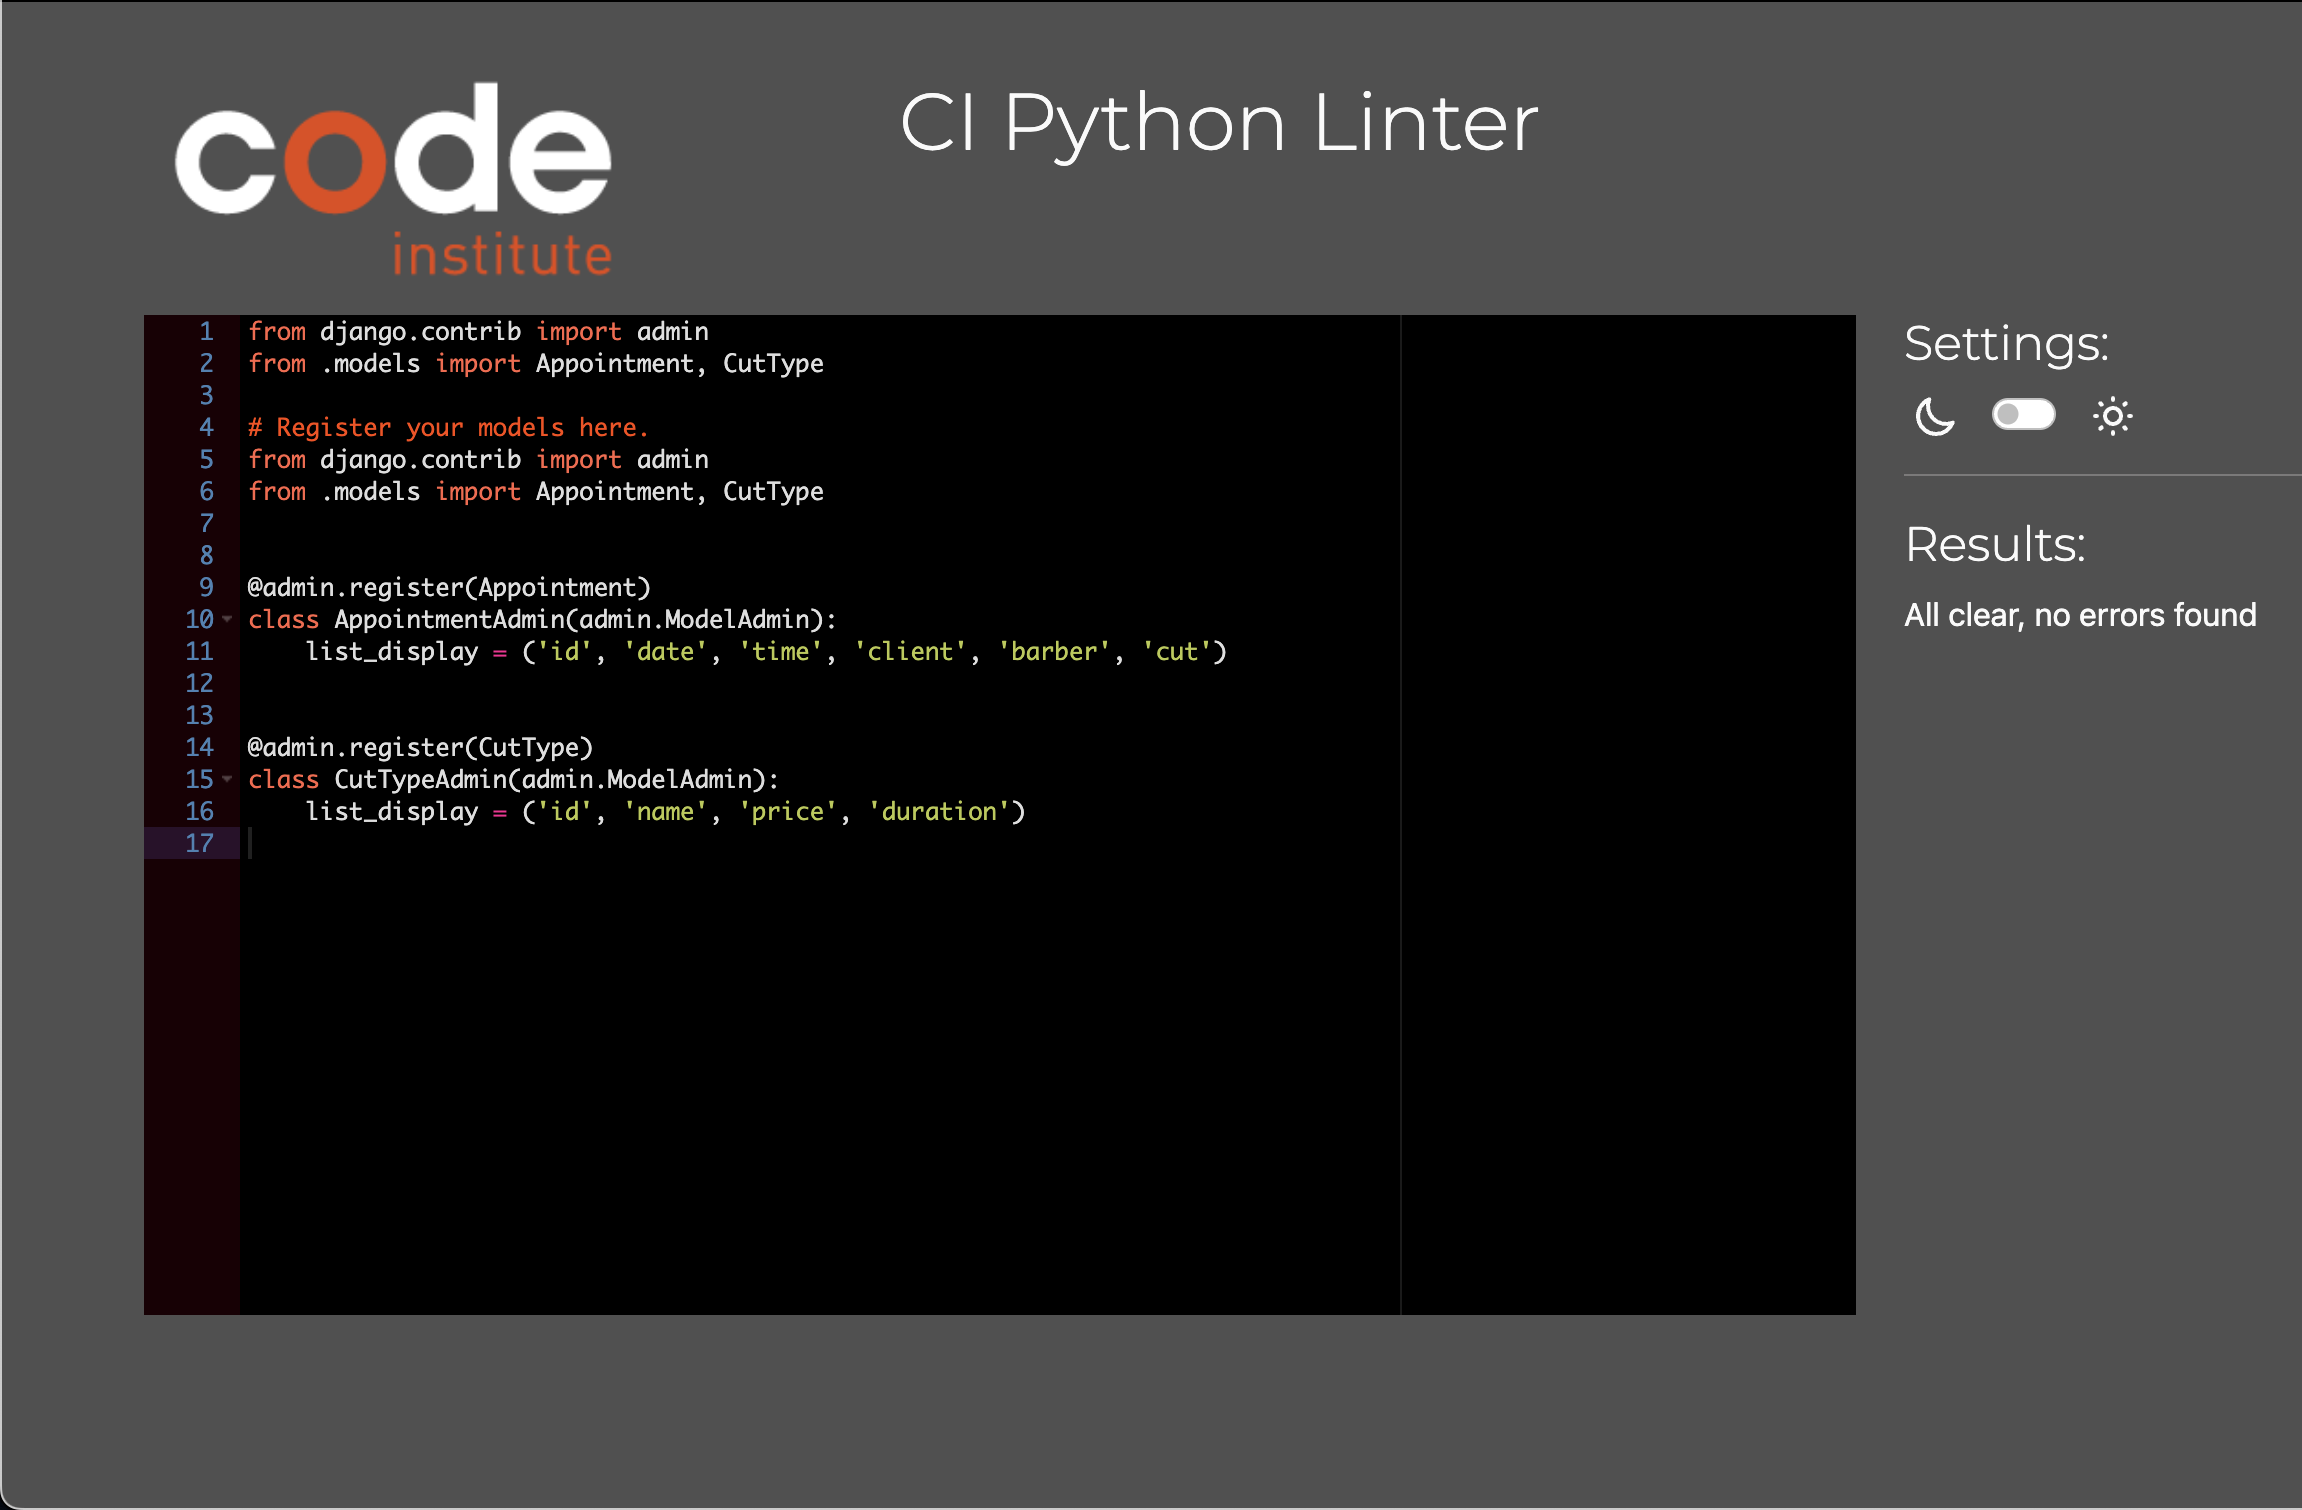 code
institute
CI Python Linter
1 from django.contrib import admin
2 from .models import Appointment, CutType
3
4 # Register your models here.
5 from django.contrib import admin
6 from .models import Appointment, CutType
7
8
9 @admin.register(Appointment)
10 class AppointmentAdmin(admin.ModelAdmin):
11     list_display = ('id', 'date', 'time', 'client', 'barber', 'cut')
12
13
14 @admin.register(CutType)
15 class CutTypeAdmin(admin.ModelAdmin):
16     list_display = ('id', 'name', 'price', 'duration')
17
Settings:
Results:
All clear, no errors found